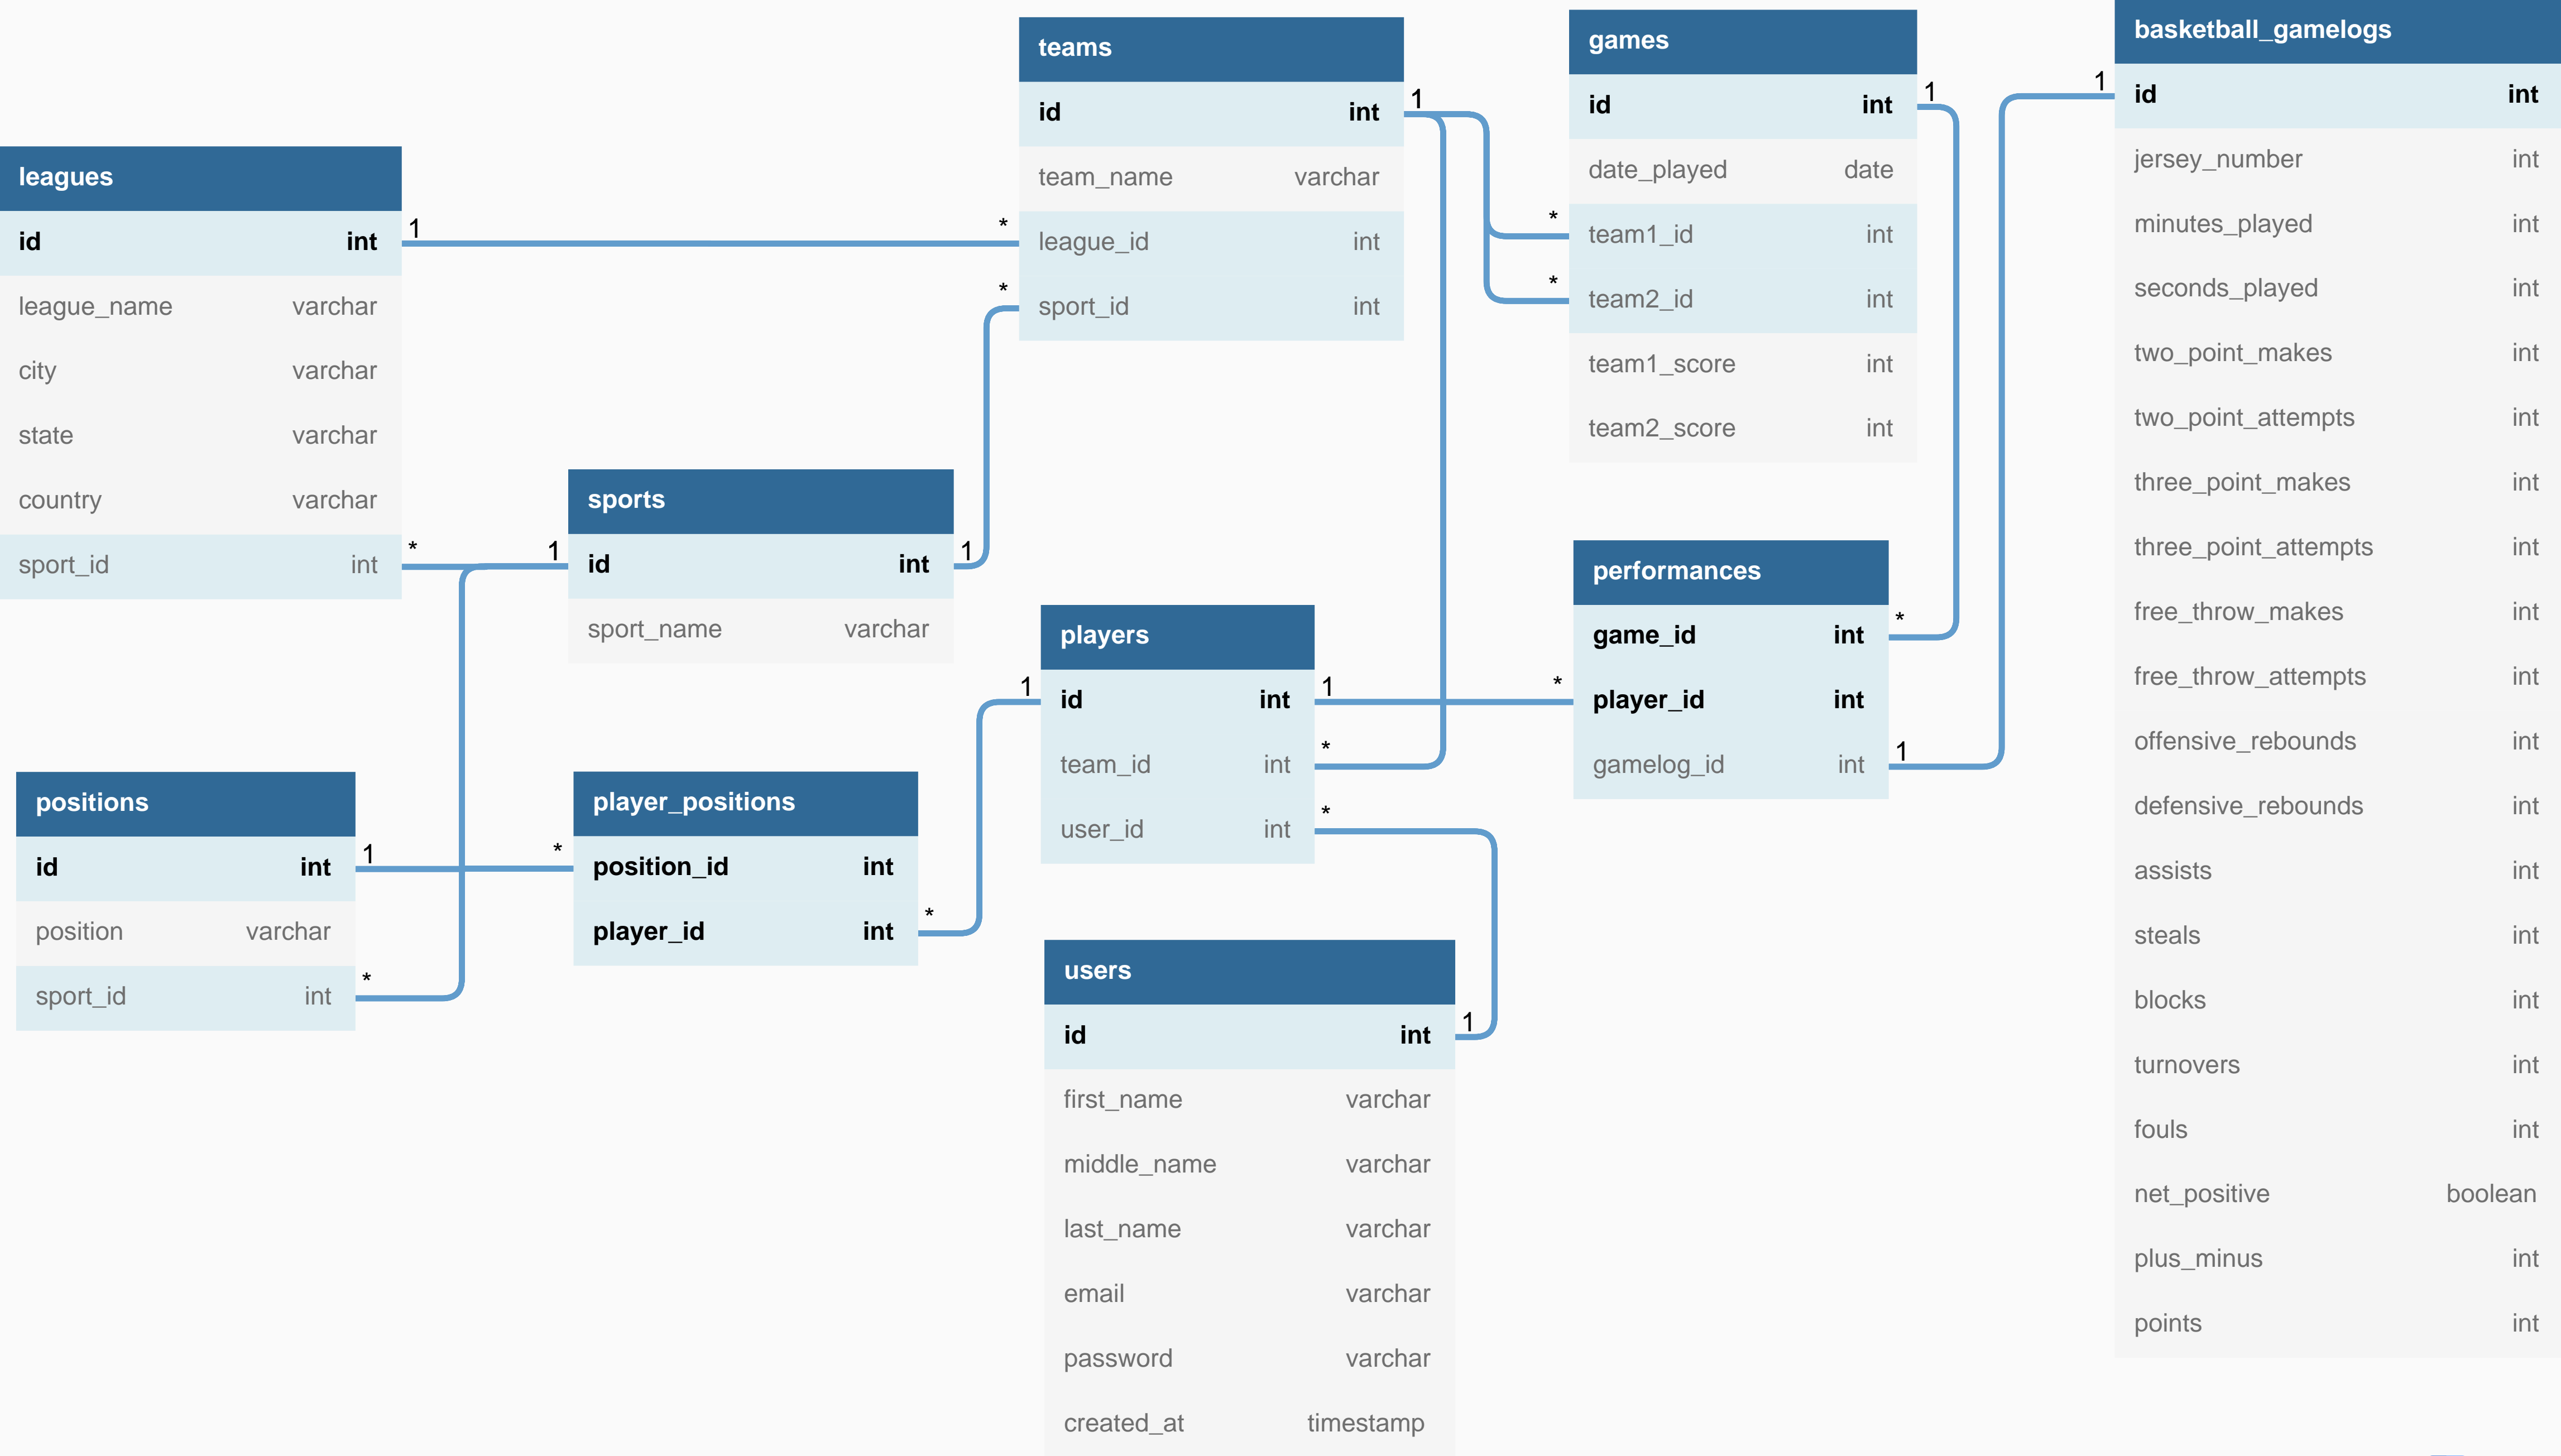 leagues
id int
league_name varchar
city varchar
state varchar
country varchar
sport_id int
1
*
sports
id int
sport_name varchar
1
1
positions
id int
position varchar
sport_id int
1
*
player_positions
position_id int
player_id int
*
*
teams
id int
team_name varchar
league_id int
sport_id int
1
*
*
players
id int
team_id int
user_id int
1
1
*
*
users
id int
first_name varchar
middle_name varchar
last_name varchar
email varchar
password varchar
created_at timestamp
1
games
id int
date_played date
team1_id int
team2_id int
team1_score int
team2_score int
1
*
*
performances
game_id int
player_id int
gamelog_id int
*
*
1
basketball_gamelogs
id int
jersey_number int
minutes_played int
seconds_played int
two_point_makes int
two_point_attempts int
three_point_makes int
three_point_attempts int
free_throw_makes int
free_throw_attempts int
offensive_rebounds int
defensive_rebounds int
assists int
steals int
blocks int
turnovers int
fouls int
net_positive boolean
plus_minus int
points int
1